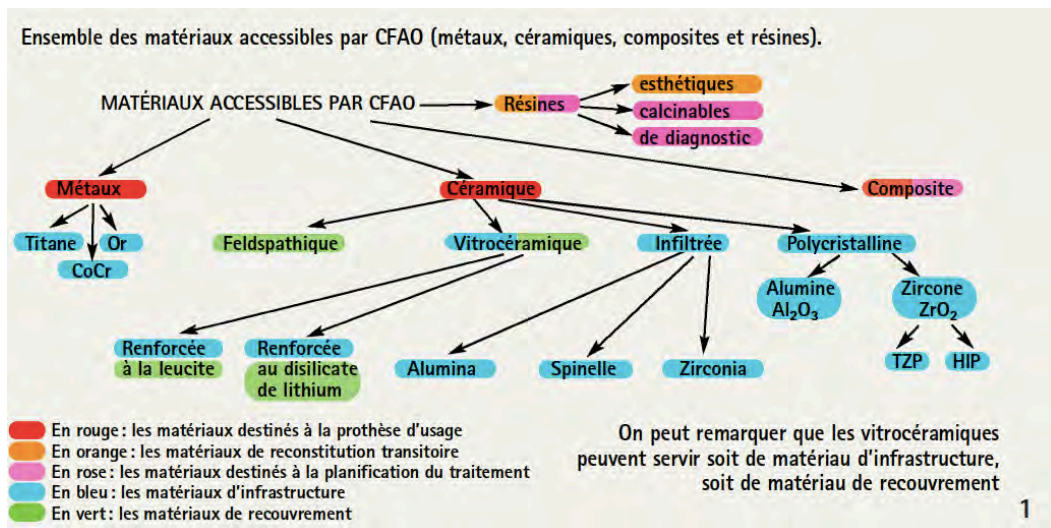 Ensemble des matériaux accessibles par CFAO (métaux, céramiques, composites et résines).
MATÉRIAUX ACCESSIBLES PAR CFAO
Résines
esthétiques
calcinables
de diagnostic
Métaux
Céramique
Composite
Titane
Or
CoCr
Feldspathique
Vitrocéramique
Infiltrée
Polycristalline
Alumine
Al₂O₃
Zircone
ZrO₂
TZP
HIP
Renforcée
à la leucite
Renforcée
au disilicate
de lithium
Alumina
Spinelle
Zirconia
En rouge : les matériaux destinés à la prothèse d'usage
En orange : les matériaux de reconstitution transitoire
En rose : les matériaux destinés à la planification du traitement
En bleu : les matériaux d'infrastructure
En vert : les matériaux de recouvrement
On peut remarquer que les vitrocéramiques
peuvent servir soit de matériau d'infrastructure,
soit de matériau de recouvrement
1